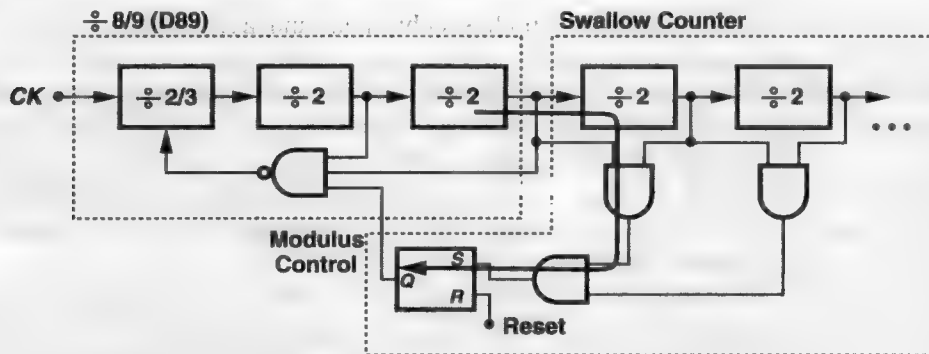 ÷ 8/9 (D89)
Swallow Counter
CK
÷ 2/3
÷ 2
÷ 2
÷ 2
÷ 2
...
Modulus
Control
S
Q
R
Reset